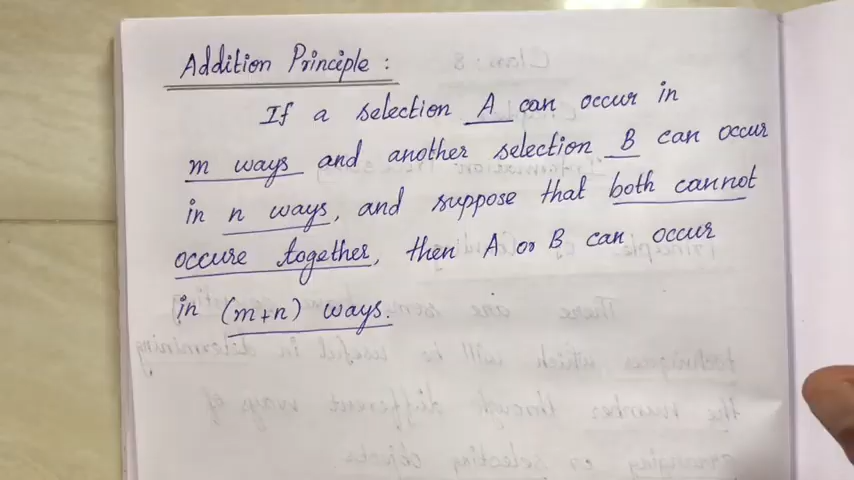 Addition Principle :
If a selection A can occur in
m ways and another selection B can occur
in n ways, and suppose that both cannot
occure together, then A or B can occur
in (m+n) ways.